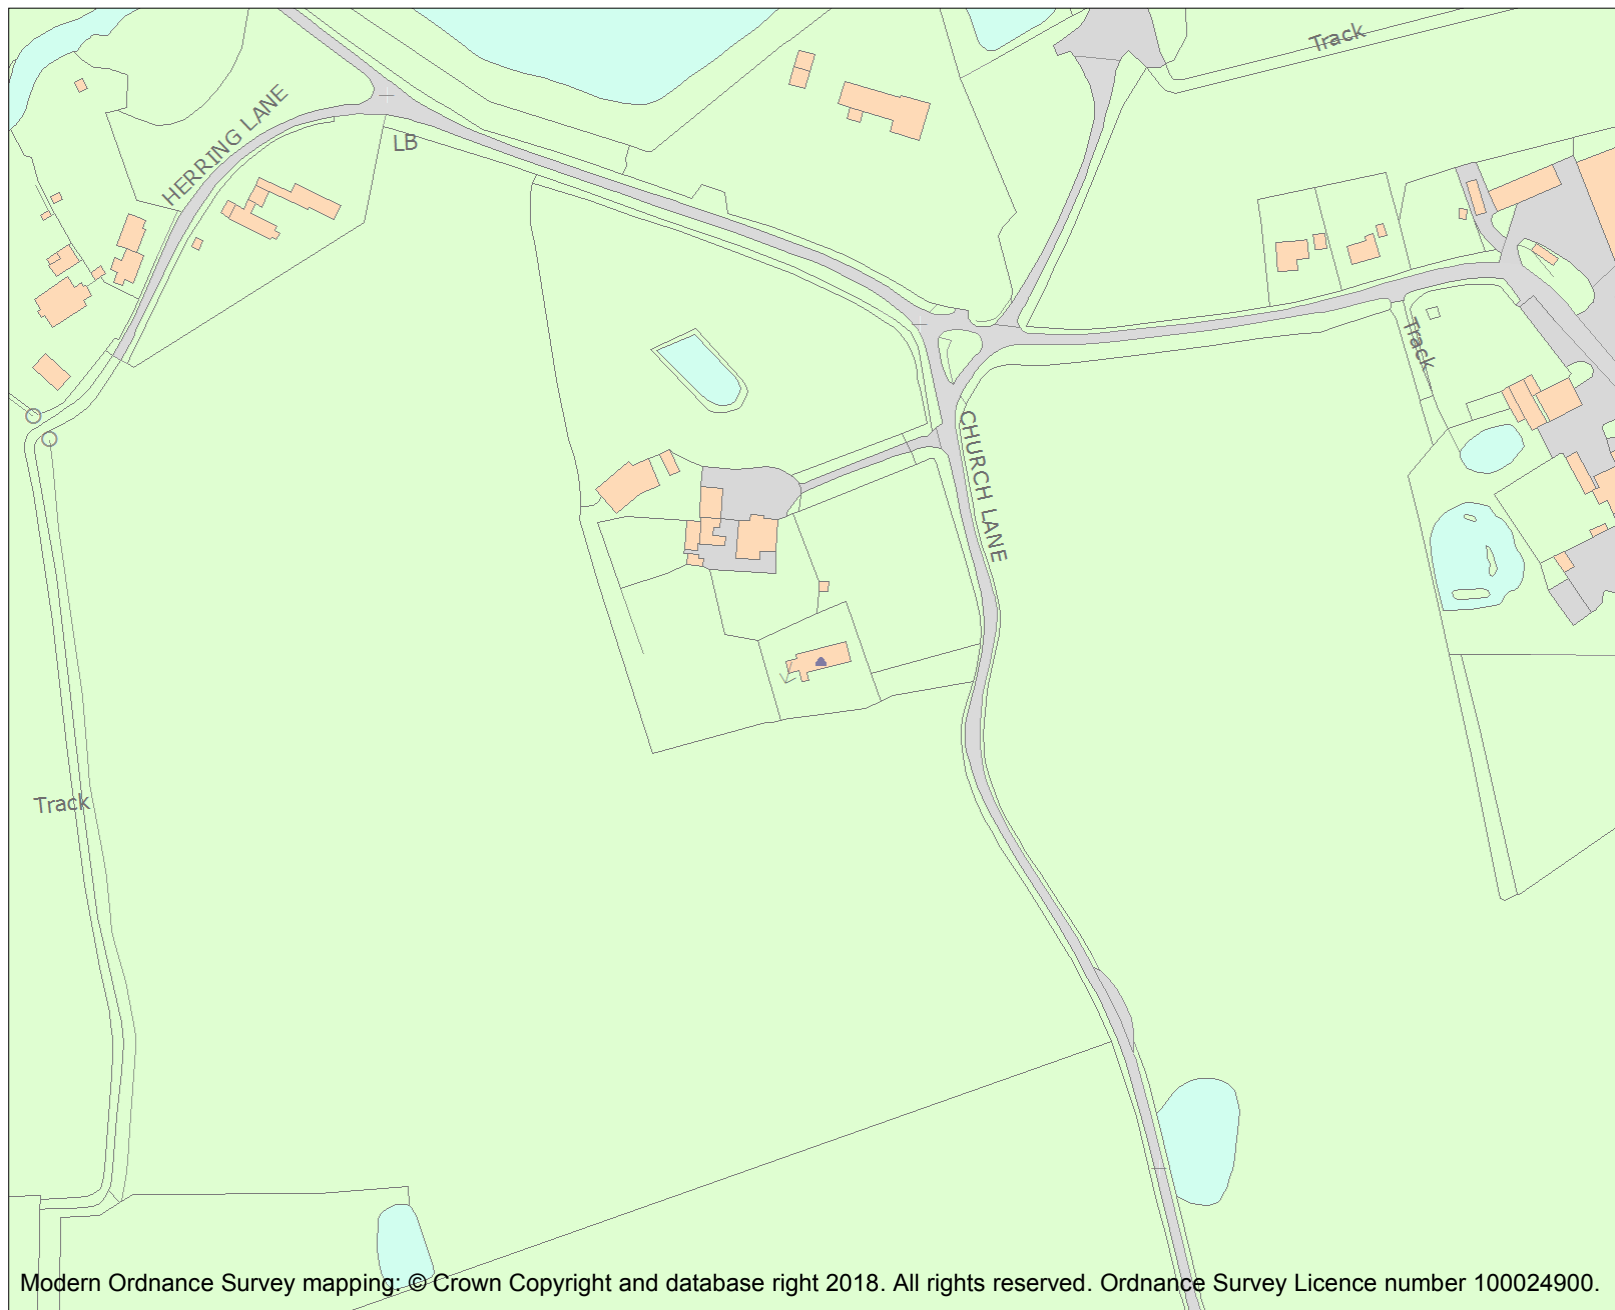 Track
HERRING LANE
LB
Track
CHURCH LANE
Track
Modern Ordnance Survey mapping: © Crown Copyright and database right 2018. All rights reserved. Ordnance Survey Licence number 100024900.